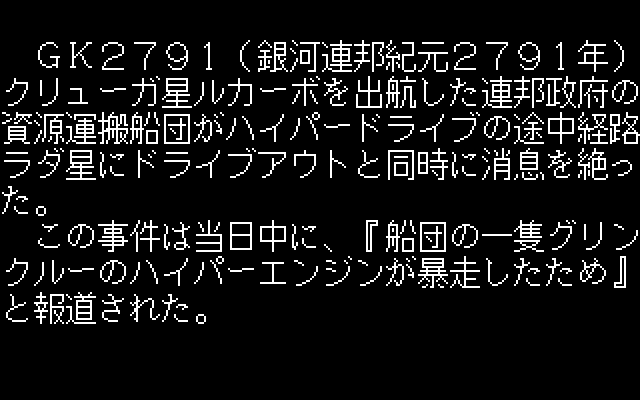 ＧＫ２７９１（銀河連邦紀元２７９１年）
クリューガ星ルカーボを出航した連邦政府の
資源運搬船団がハイパードライブの途中経路
ラダ星にドライブアウトと同時に消息を絶っ
た。
　この事件は当日中に、『船団の一隻グリン
クルーのハイパーエンジンが暴走したため』
と報道された。